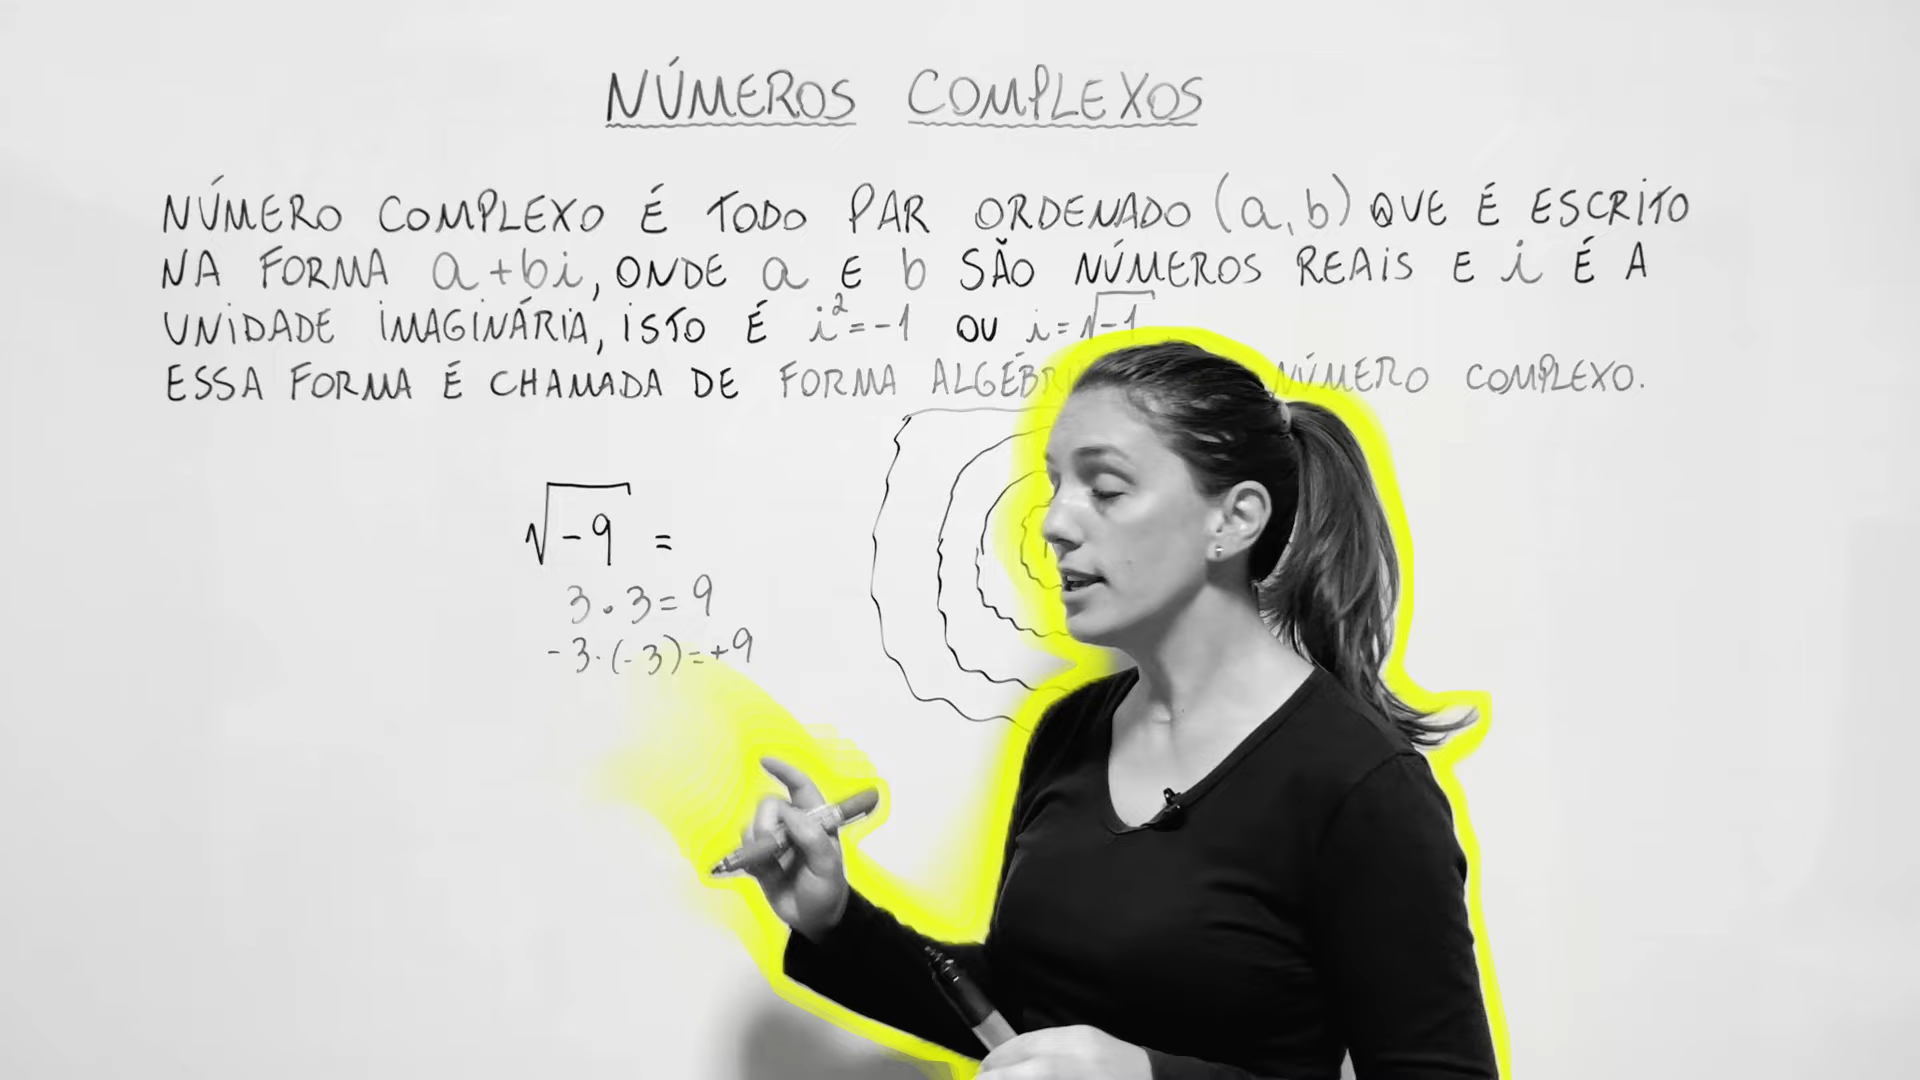 NÚMEROS COMPLEXOS
NÚMERO COMPLEXO É TODO PAR ORDENADO (a, b) QUE É ESCRITO
NA FORMA a+bi, ONDE a E b SÃO NÚMEROS REAIS E i É A
UNIDADE IMAGINÁRIA, ISTO É i²=-1 OU i=√-1
ESSA FORMA É CHAMADA DE FORMA NÚMERO COMPLEXO.
√-9 =
3.3=9
-3.(-3)=+9